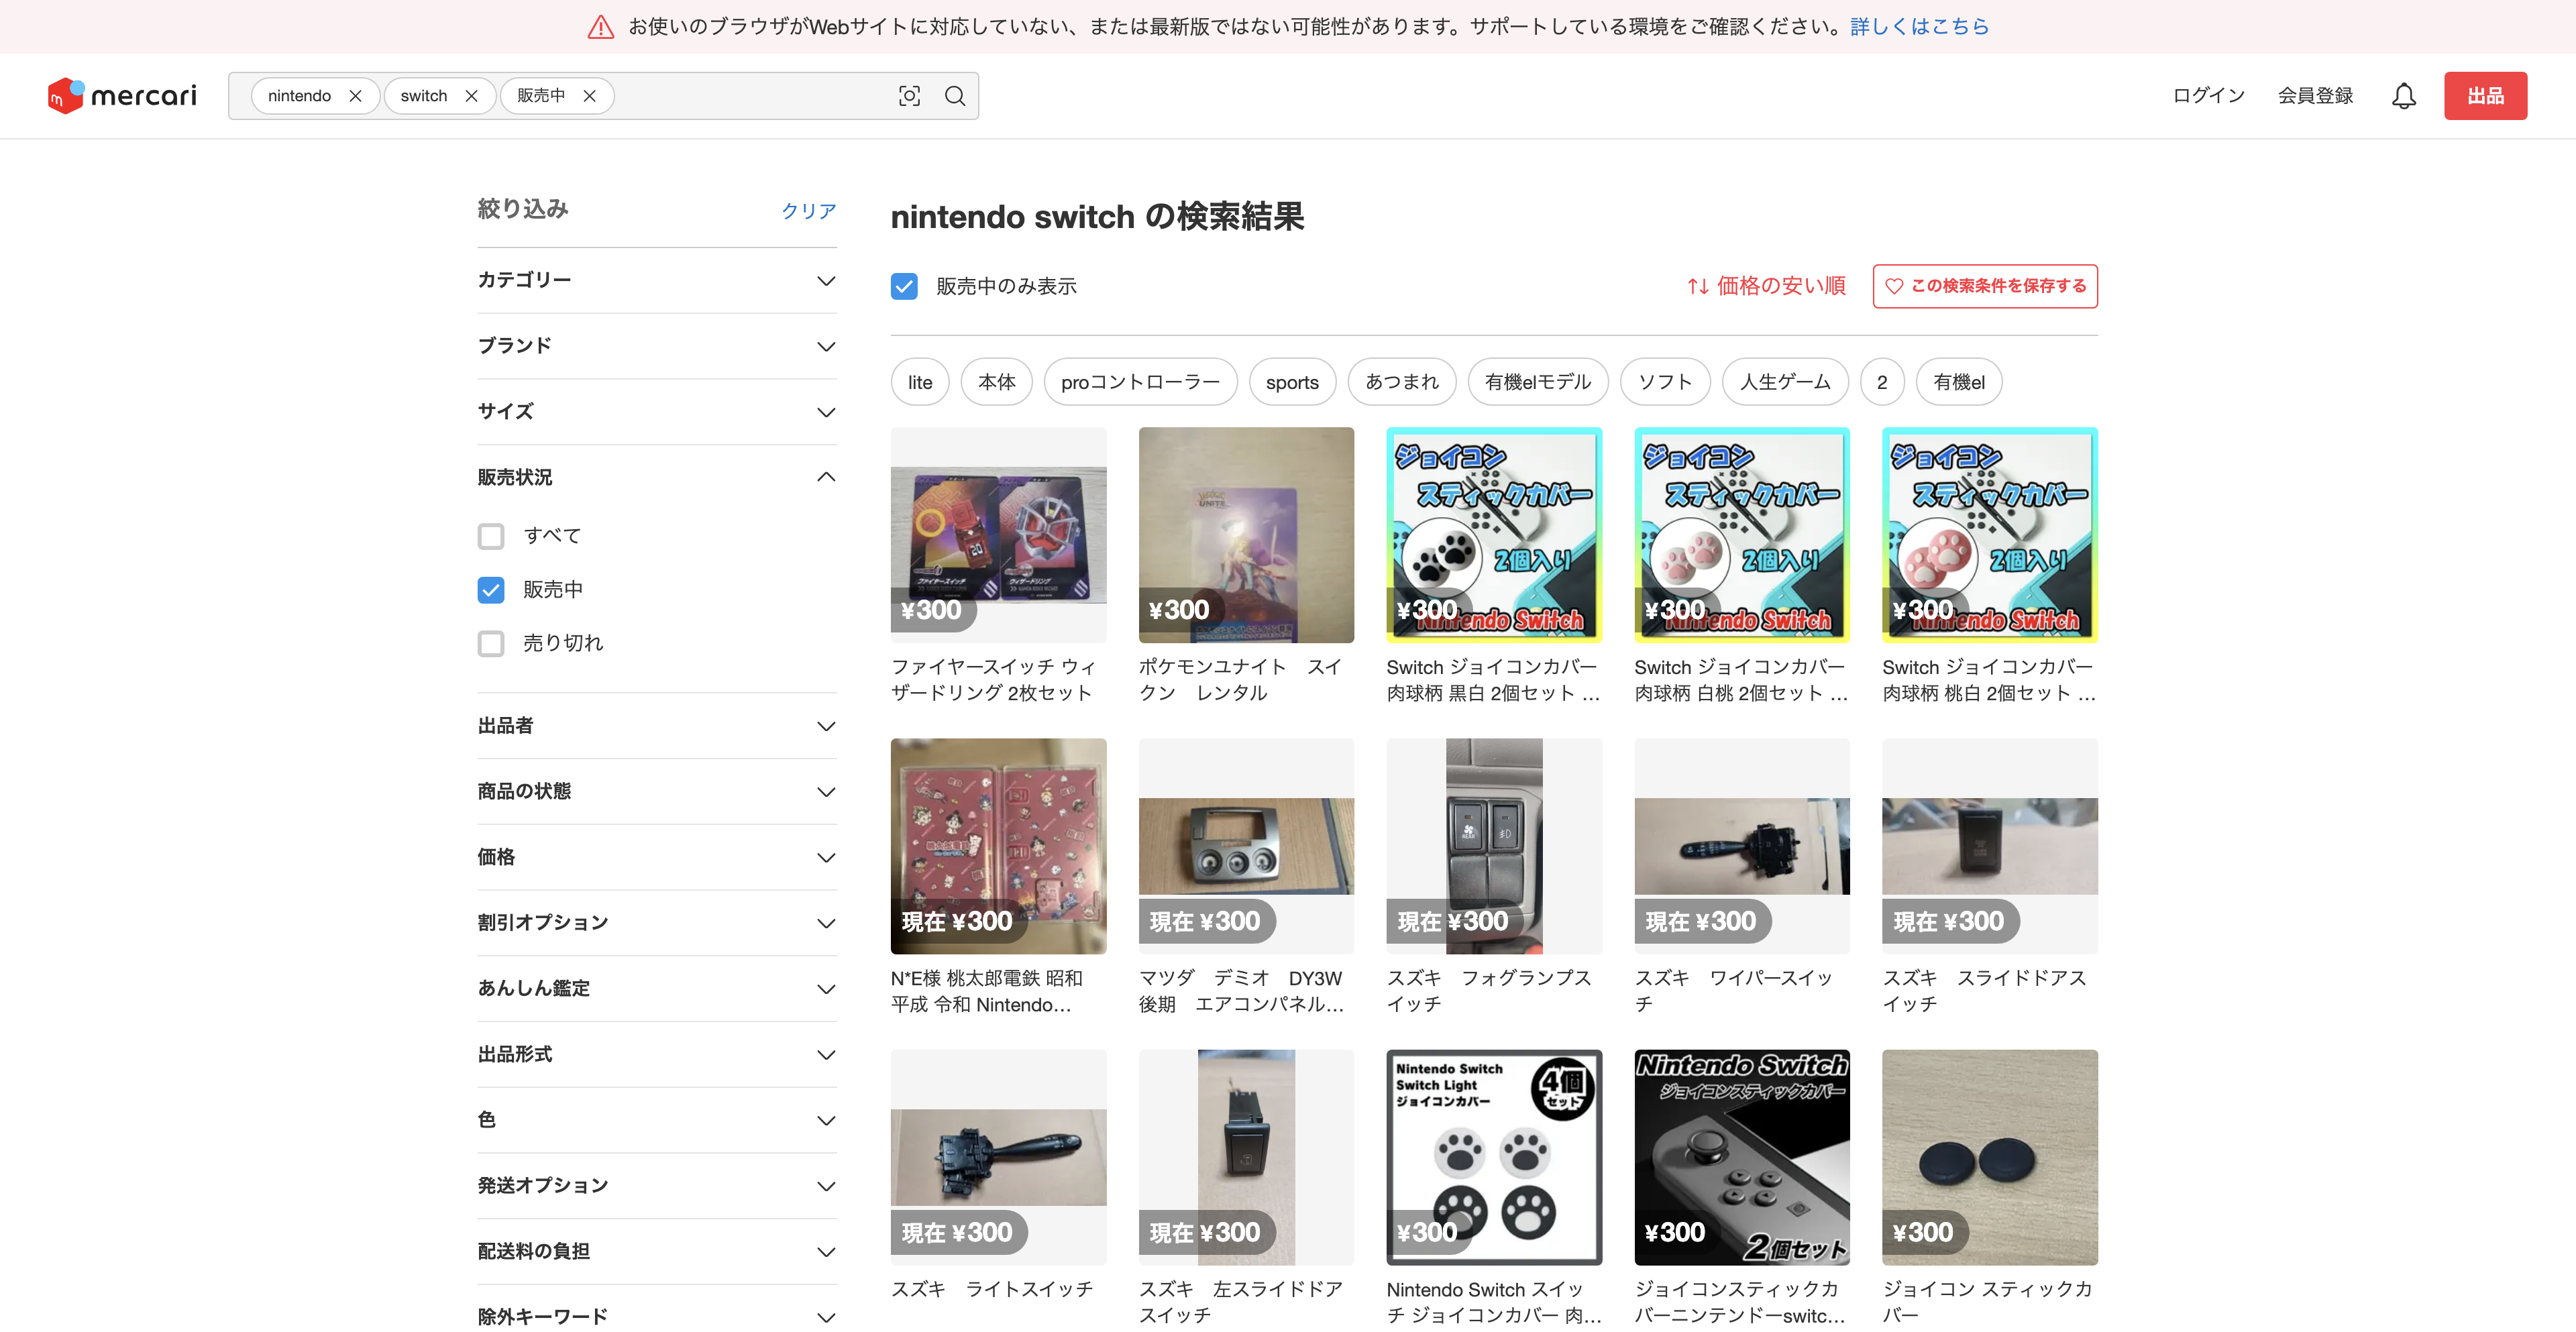 お使いのブラウザがWebサイトに対応していない、または最新版ではない可能性があります。サポートしている環境をご確認ください。詳しくはこちら
mercari
nintendo
switch
販売中
ログイン
会員登録
出品
絞り込み
クリア
カテゴリー
ブランド
サイズ
販売状況
すべて
販売中
売り切れ
出品者
商品の状態
価格
割引オプション
あんしん鑑定
出品形式
色
発送オプション
配送料の負担
除外キーワード
nintendo switch の検索結果
販売中のみ表示
価格の安い順
この検索条件を保存する
lite
本体
proコントローラー
sports
あつまれ
有機elモデル
ソフト
人生ゲーム
2
有機el
20
ファイヤースイッチ
ウィザードリング
¥300
ファイヤースイッチ ウィ
ザードリング 2枚セット
UNITE
¥300
ポケモンユナイト　スイ
クン　レンタル
ジョイコン
スティックカバー
2個入り
Nintendo Switch
¥300
Switch ジョイコンカバー
肉球柄 黒白 2個セット …
ジョイコン
スティックカバー
2個入り
Nintendo Switch
¥300
Switch ジョイコンカバー
肉球柄 白桃 2個セット …
ジョイコン
スティックカバー
2個入り
Nintendo Switch
¥300
Switch ジョイコンカバー
肉球柄 桃白 2個セット …
現在 ¥300
N*E様 桃太郎電鉄 昭和
平成 令和 Nintendo…
現在 ¥300
マツダ　デミオ　DY3W
後期　エアコンパネル…
REAR
現在 ¥300
スズキ　フォグランプス
イッチ
現在 ¥300
スズキ　ワイパースイッ
チ
現在 ¥300
スズキ　スライドドアス
イッチ
現在 ¥300
スズキ　ライトスイッチ
現在 ¥300
スズキ　左スライドドア
スイッチ
Nintendo Switch
Switch Light
ジョイコンカバー
4個
セット
¥300
Nintendo Switch スイッ
チ ジョイコンカバー 肉…
Nintendo Switch
ジョイコンスティックカバー
2個セット
¥300
ジョイコンスティックカ
バーニンテンドーswitc…
¥300
ジョイコン スティックカ
バー